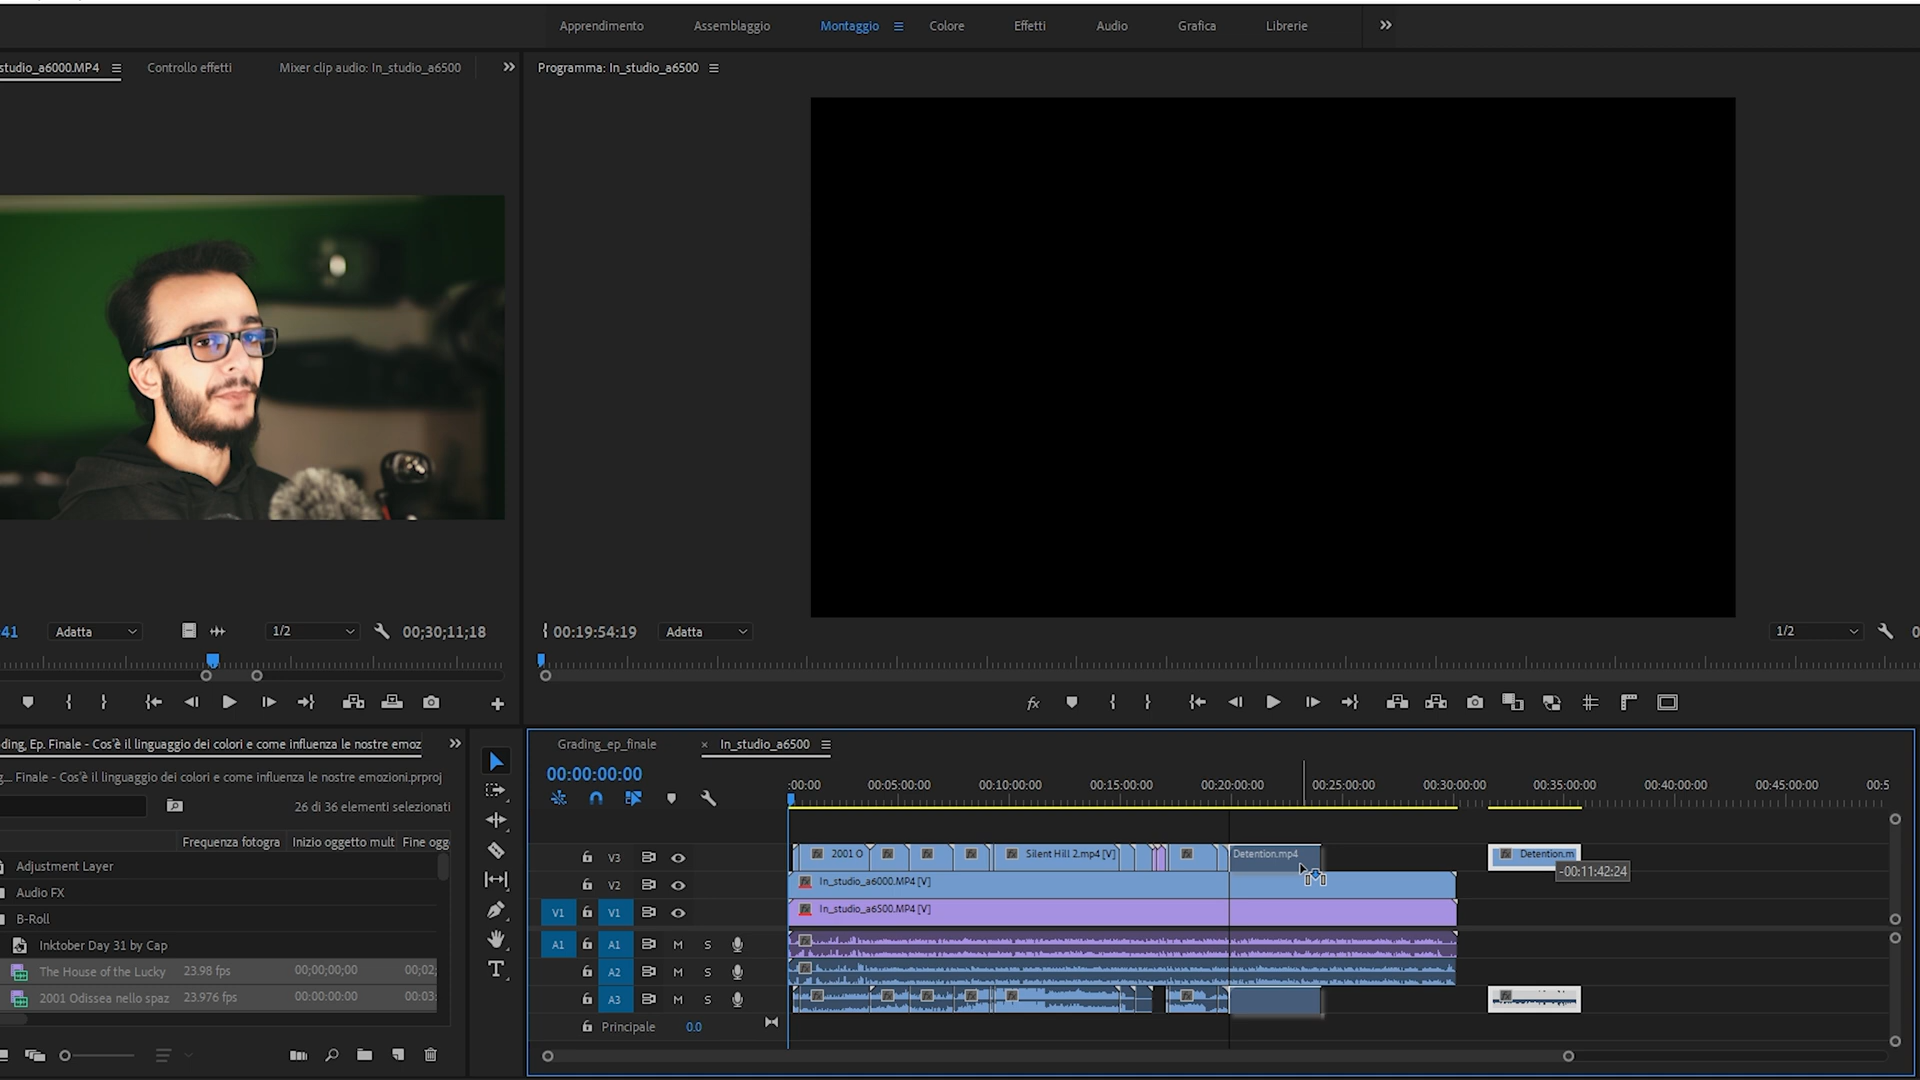 Apprendimento Assemblaggio Montaggio Colore Effetti Audio Grafica Librerie
studio_a6000.MP4 Controllo effetti Mixer clip audio: In_studio_a6500
Programma: In_studio_a6500
41 Adatta 1/2 00;30;11;18
00:19:54:19 Adatta 1/2 0
ding, Ep. Finale - Cos'è il linguaggio dei colori e come influenza le nostre emoz
g... Finale - Cos'è il linguaggio dei colori e come influenza le nostre emozioni.prproj
26 di 36 elementi selezionati
Frequenza fotogra Inizio oggetto mult Fine ogg
Adjustment Layer
Audio FX
B-Roll
Inktober Day 31 by Cap
The House of the Lucky 23.98 fps 00;00;00;00 00;02;
2001 Odissea nello spaz 23.976 fps 00:00:00:00 00:03:
Grading_ep_finale × In_studio_a6500
00:00:00:00
:00:00 00:05:00:00 00:10:00:00 00:15:00:00 00:20:00:00 00:25:00:00 00:30:00:00 00:35:00:00 00:40:00:00 00:45:00:00 00:5
V3 2001 O Silent Hill 2.mp4 [V] Detention.mp4 Detention.m
-00:11:42:24
V2 In_studio_a6000.MP4 [V]
V1 V1 In_studio_a6500.MP4 [V]
A1 A1 M S
A2 M S
A3 M S
Principale 0.0